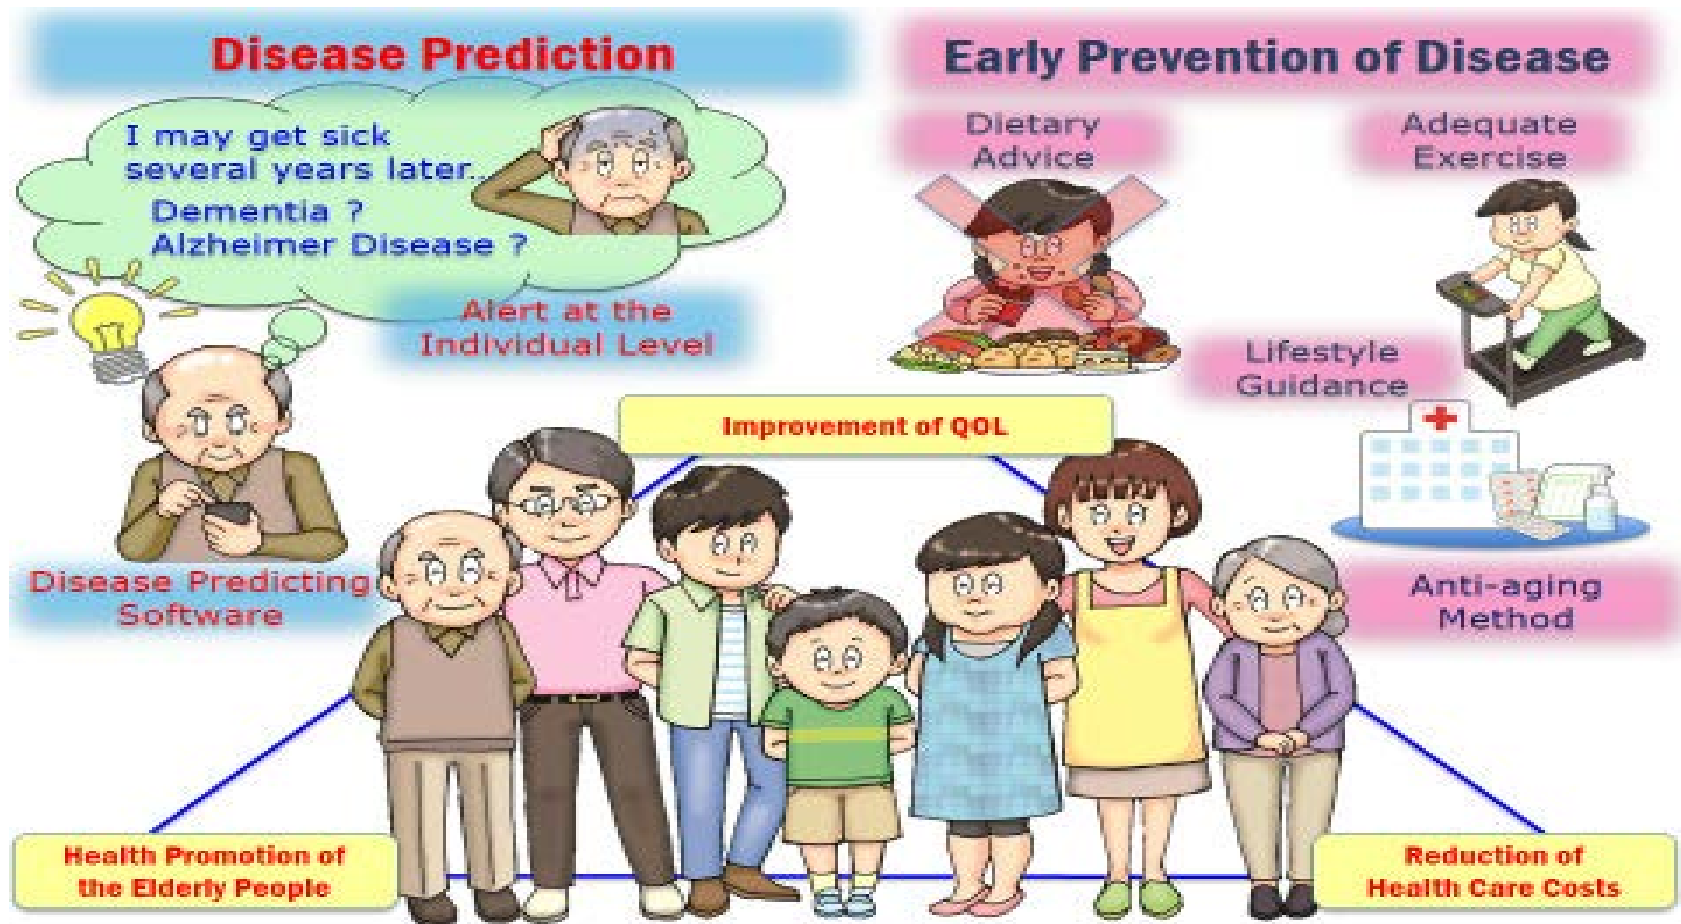 Disease Prediction
I may get sick
several years later..
Dementia ?
Alzheimer Disease ?
Alert at the
Individual Level
Disease Predicting
Software
Early Prevention of Disease
Dietary
Advice
Adequate
Exercise
Lifestyle
Guidance
Anti-aging
Method
Improvement of QOL
Health Promotion of
the Elderly People
Reduction of
Health Care Costs